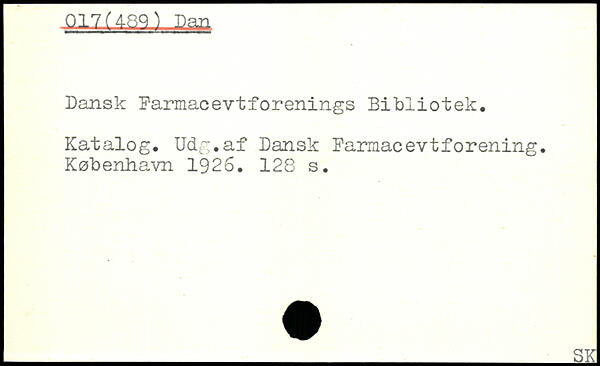 017(489) Dan
Dansk Farmacevtforenings Bibliotek.
Katalog. Udg.af Dansk Farmacevtforening.
København 1926. 128 s.
SK